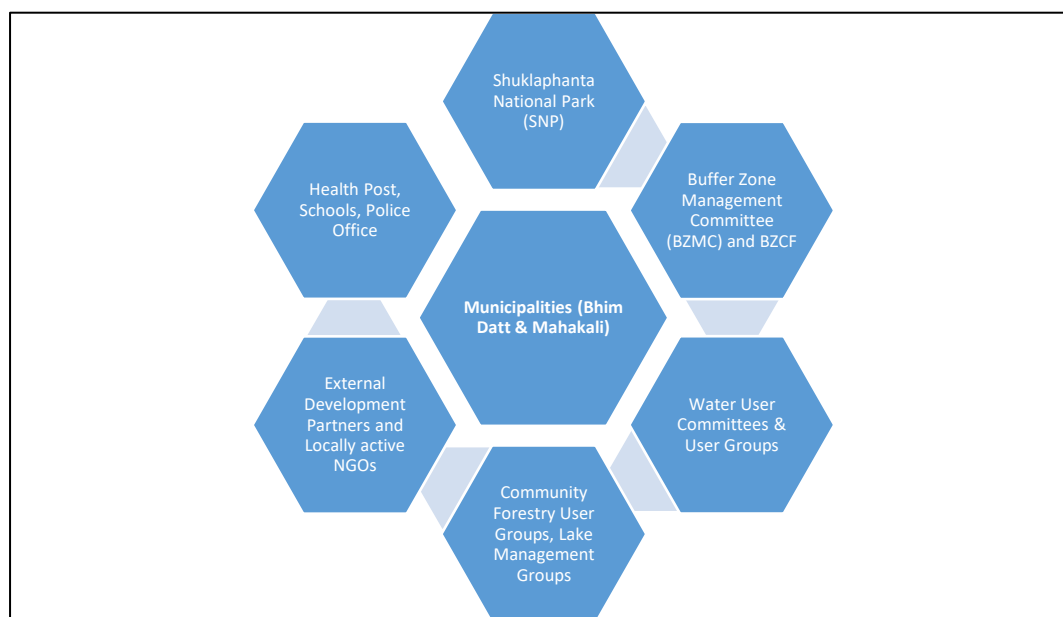 Shuklaphanta
National Park
(SNP)
Buffer Zone
Management
Committee
(BZMC) and BZCF
Health Post,
Schools, Police
Office
Municipalities (Bhim
Datt & Mahakali)
External
Development
Partners and
Locally active
NGOs
Water User
Committees &
User Groups
Community
Forestry User
Groups, Lake
Management
Groups